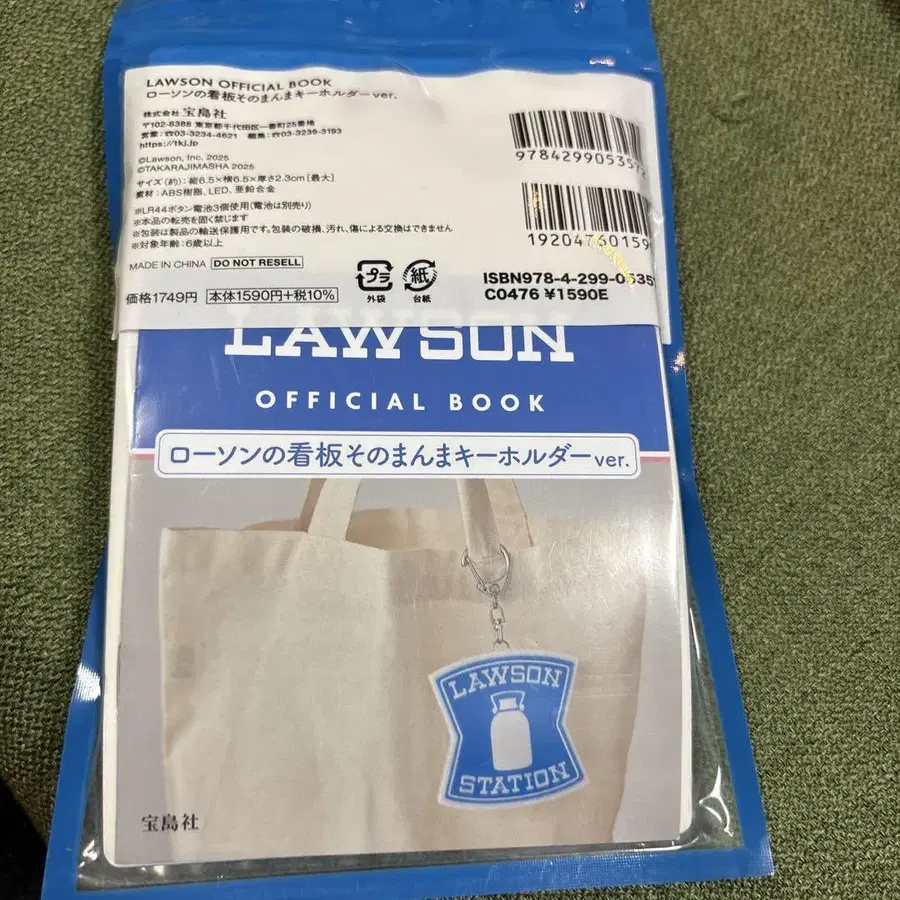 LAWSON OFFICIAL BOOK
ローソンの看板そのまんまキーホルダー ver.
株式会社 宝島社
〒102-8388 東京都千代田区一番町25番地
営業:☎03-3234-4621 編集:☎03-3239-3193
https://tkj.jp
©Lawson, Inc. 2025
©TAKARAJIMASHA 2025
サイズ(約):縦6.5×横6.5×厚さ2.3cm[最大]
素材:ABS樹脂、LED、亜鉛合金
※LR44ボタン電池3個使用(電池は別売り)
※本品の転売を固く禁じます
※包装は製品の輸送保護用です。包装の破損、汚れ、傷による交換はできません
※対象年齢:6歳以上
MADE IN CHINA DO NOT RESELL
価格1749円 本体1590円+税10%
プラ
外袋
紙
台紙
9784299053572
19204760159
ISBN978-4-299-0535
C0476 ¥1590E
LAWSON
OFFICIAL BOOK
ローソンの看板そのまんまキーホルダー ver.
LAWSON
STATION
宝島社